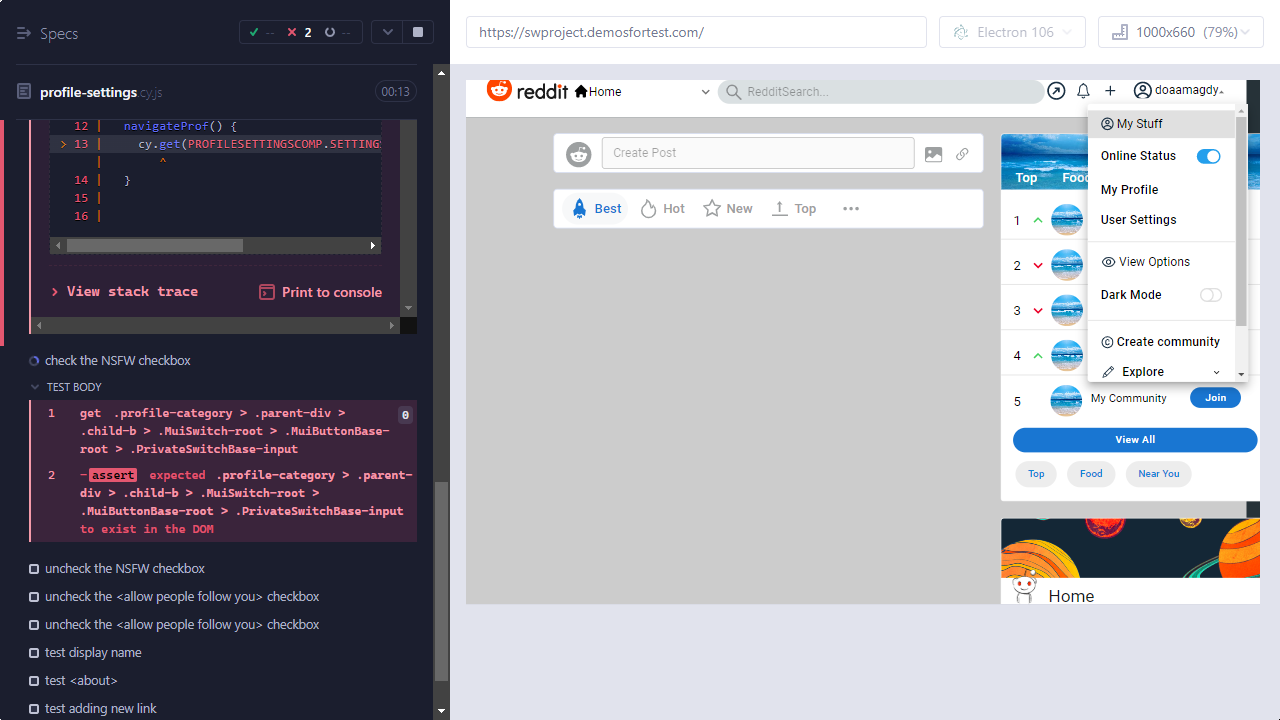 Specs
-- 2 --
profile-settings.cy.js
00:13
12 | navigateProf() {
> 13 | cy.get(PROFILESETTINGSCOMP.SETTING
| ^
14 | }
15 |
16 |
View stack trace
Print to console
check the NSFW checkbox
TEST BODY
1 get .profile-category > .parent-div > 0
.child-b > .MuiSwitch-root > .MuiButtonBase-
root > .PrivateSwitchBase-input
2 -assert expected .profile-category > .parent-
div > .child-b > .MuiSwitch-root >
.MuiButtonBase-root > .PrivateSwitchBase-input
to exist in the DOM
uncheck the NSFW checkbox
uncheck the <allow people follow you> checkbox
uncheck the <allow people follow you> checkbox
test display name
test <about>
test adding new link
https://swproject.demosfortest.com/
Electron 106
1000x660 (79%)
reddit
Home
RedditSearch...
doaamagdy
Create Post
Best
Hot
New
Top
Top
Food
1
2
3
4
5
My Community
Join
View All
Top
Food
Near You
Home
My Stuff
Online Status
My Profile
User Settings
View Options
Dark Mode
Create community
Explore